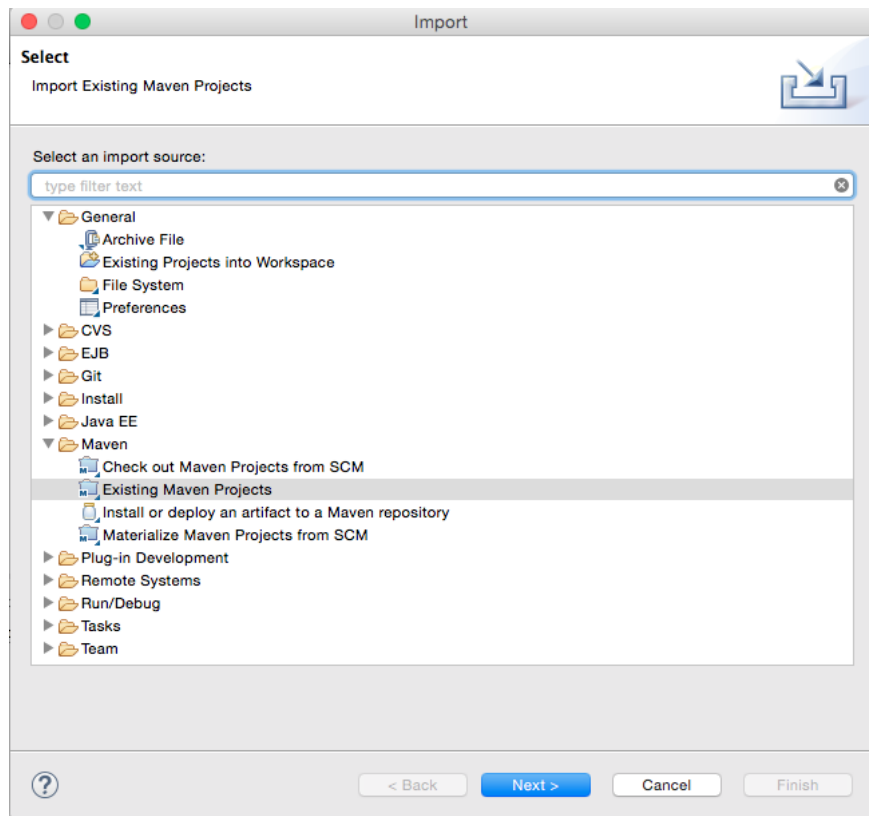 Import
Select
Import Existing Maven Projects
Select an import source:
type filter text
General
Archive File
Existing Projects into Workspace
File System
Preferences
CVS
EJB
Git
Install
Java EE
Maven
Check out Maven Projects from SCM
Existing Maven Projects
Install or deploy an artifact to a Maven repository
Materialize Maven Projects from SCM
Plug-in Development
Remote Systems
Run/Debug
Tasks
Team
? < Back Next > Cancel Finish